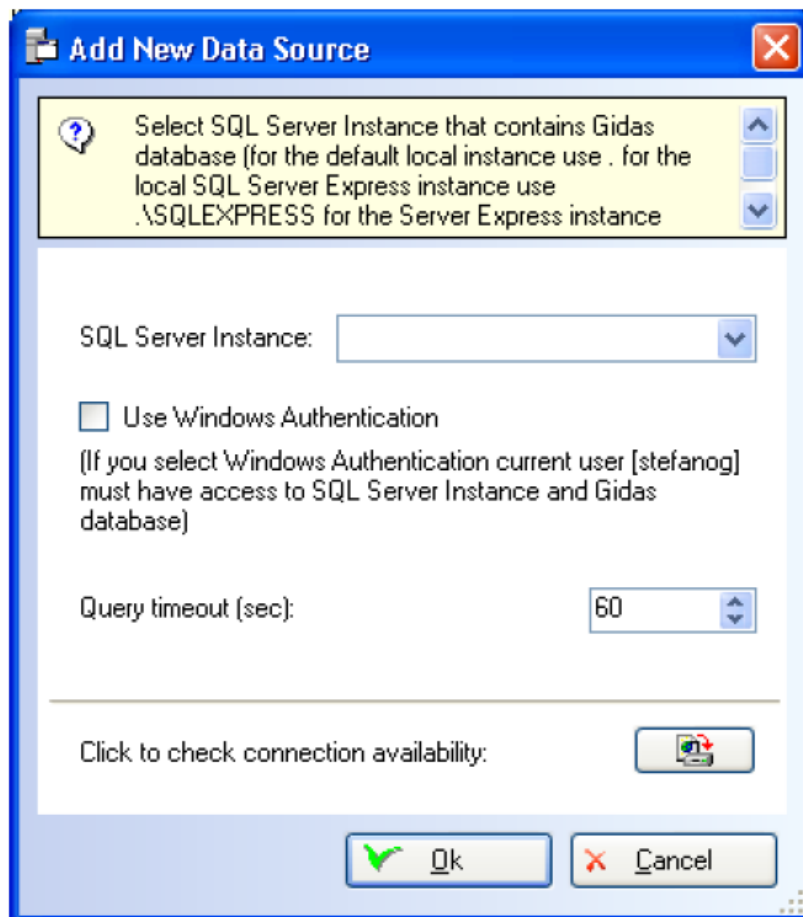 Add New Data Source
Select SQL Server Instance that contains Gidas
database (for the default local instance use . for the
local SQL Server Express instance use
.\SQLEXPRESS for the Server Express instance
SQL Server Instance:
Use Windows Authentication
(If you select Windows Authentication current user [stefanog]
must have access to SQL Server Instance and Gidas
database)
Query timeout (sec): 60
Click to check connection availability:
Ok Cancel